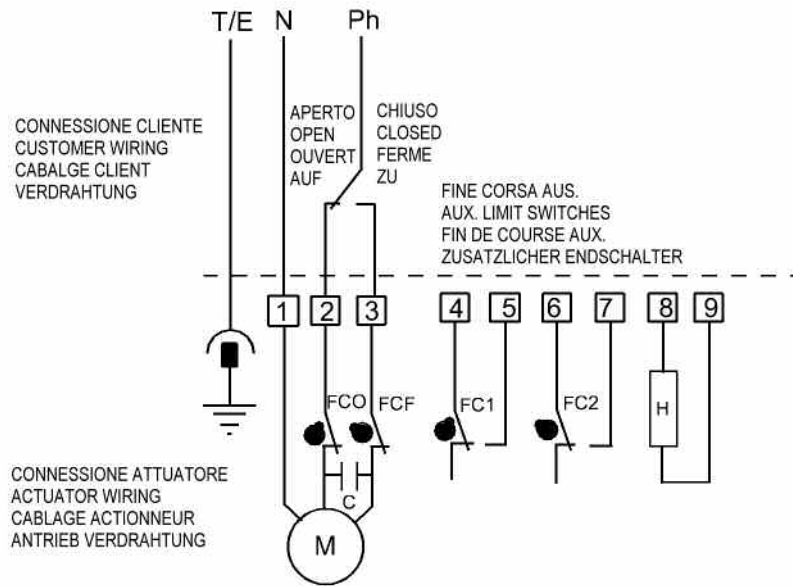 T/E N Ph
APERTO
OPEN
OUVERT
AUF
CHIUSO
CLOSED
FERME
ZU
CONNESSIONE CLIENTE
CUSTOMER WIRING
CABALGE CLIENT
VERDRAHTUNG
FINE CORSA AUS.
AUX. LIMIT SWITCHES
FIN DE COURSE AUX.
ZUSATZLICHER ENDSCHALTER
1 2 3 4 5 6 7 8 9
FCO FCF FC1 FC2 H
C
CONNESSIONE ATTUATORE
ACTUATOR WIRING
CABLAGE ACTIONNEUR
ANTRIEB VERDRAHTUNG
M